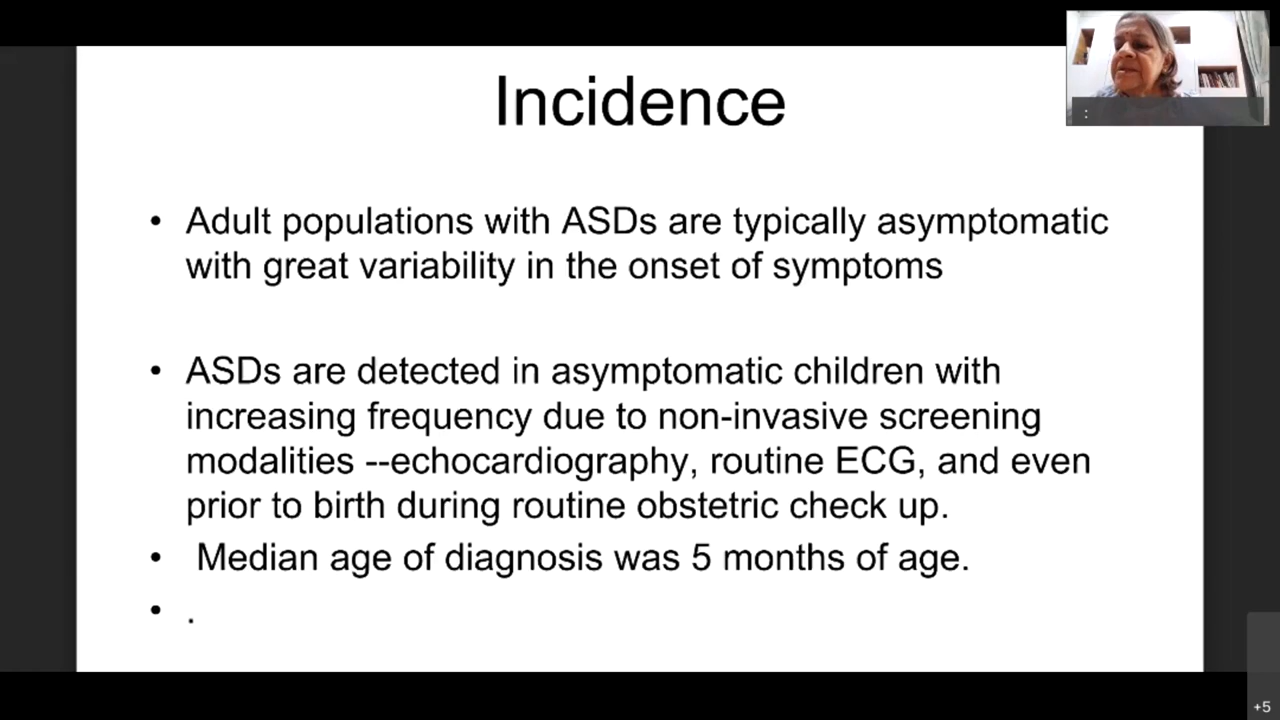 Incidence
• Adult populations with ASDs are typically asymptomatic
with great variability in the onset of symptoms
• ASDs are detected in asymptomatic children with
increasing frequency due to non-invasive screening
modalities --echocardiography, routine ECG, and even
prior to birth during routine obstetric check up.
• Median age of diagnosis was 5 months of age.
• .
:
+5